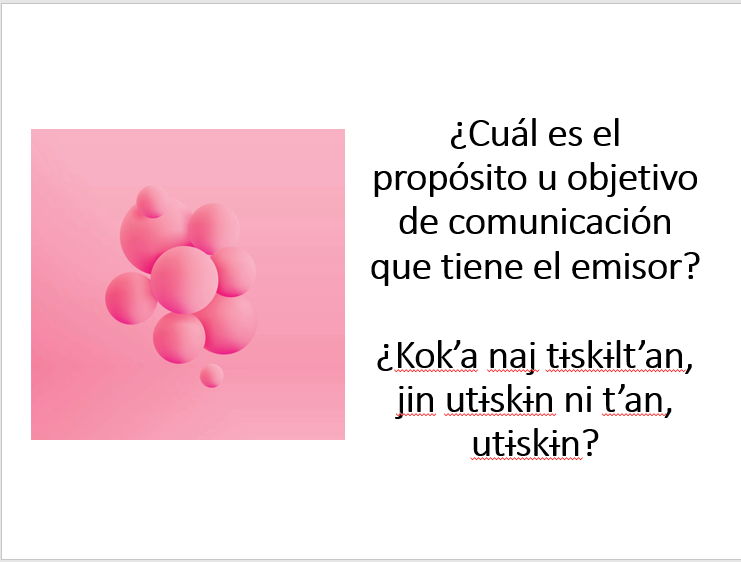 ¿Cuál es el
propósito u objetivo
de comunicación
que tiene el emisor?
¿Kok’a naj tɨskɨlt’an,
jin utɨskɨn ni t’an,
utɨskɨn?